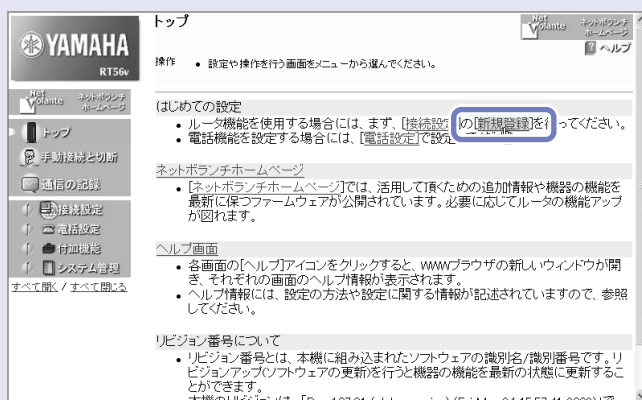 YAMAHA
RT56v
Net Volante ネットボランチ ホームページ
トップ
手動接続と切断
通信の記録
接続設定
電話設定
付加機能
システム管理
すべて開く / すべて閉じる
トップ
Net Volante ネットボランチ ホームページ
? ヘルプ
操作 • 設定や操作を行う画面をメニューから選んでください。
はじめての設定
• ルータ機能を使用する場合には、まず、[接続設定]の[新規登録]を行ってください。
• 電話機能を設定する場合には、[電話設定]で設定
ネットボランチホームページ
• [ネットボランチホームページ]では、活用して頂くための追加情報や機器の機能を
最新に保つファームウェアが公開されています。必要に応じてルータの機能アップ
が図れます。
ヘルプ画面
• 各画面の[ヘルプ]アイコンをクリックすると、WWWブラウザの新しいウィンドウが開
き、それぞれの画面のヘルプ情報が表示されます。
• ヘルプ情報には、設定の方法や設定に関する情報が記述されていますので、参照
してください。
リビジョン番号について
• リビジョン番号とは、本機に組み込まれたソフトウェアの識別名/識別番号です。リ
ビジョンアップ(ソフトウェアの更新)を行うと機器の機能を最新の状態に更新するこ
とができます。